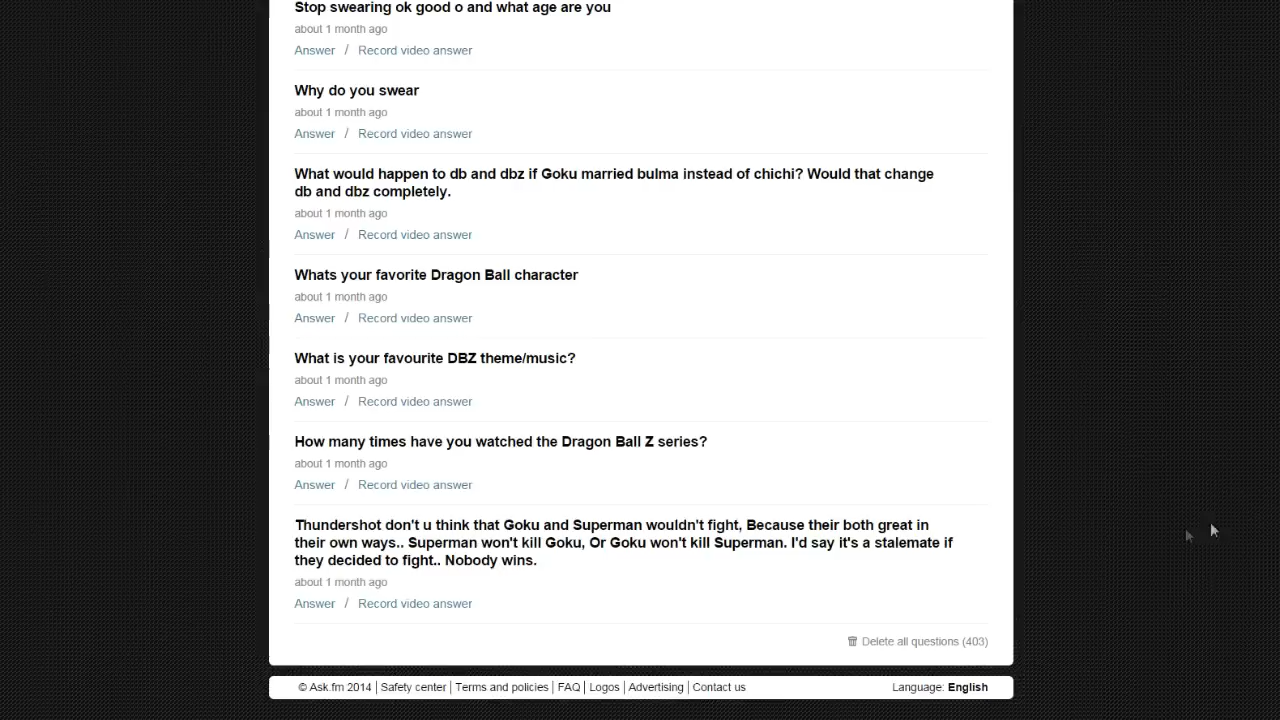 Stop swearing ok good o and what age are you
about 1 month ago
Answer / Record video answer
Why do you swear
about 1 month ago
Answer / Record video answer
What would happen to db and dbz if Goku married bulma instead of chichi? Would that change
db and dbz completely.
about 1 month ago
Answer / Record video answer
Whats your favorite Dragon Ball character
about 1 month ago
Answer / Record video answer
What is your favourite DBZ theme/music?
about 1 month ago
Answer / Record video answer
How many times have you watched the Dragon Ball Z series?
about 1 month ago
Answer / Record video answer
Thundershot don't u think that Goku and Superman wouldn't fight, Because their both great in
their own ways.. Superman won't kill Goku, Or Goku won't kill Superman. I'd say it's a stalemate if
they decided to fight.. Nobody wins.
about 1 month ago
Answer / Record video answer
Delete all questions (403)
© Ask.fm 2014 | Safety center | Terms and policies | FAQ | Logos | Advertising | Contact us Language: English